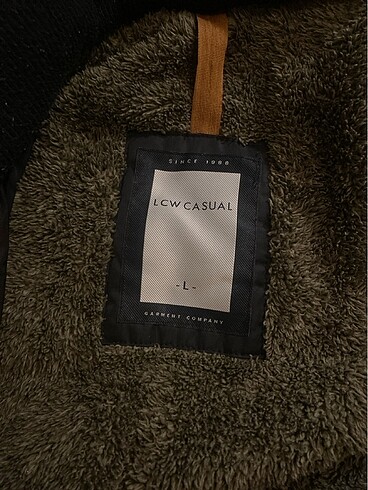 SINCE 1988
LCW CASUAL
-L-
GARMENT COMPANY